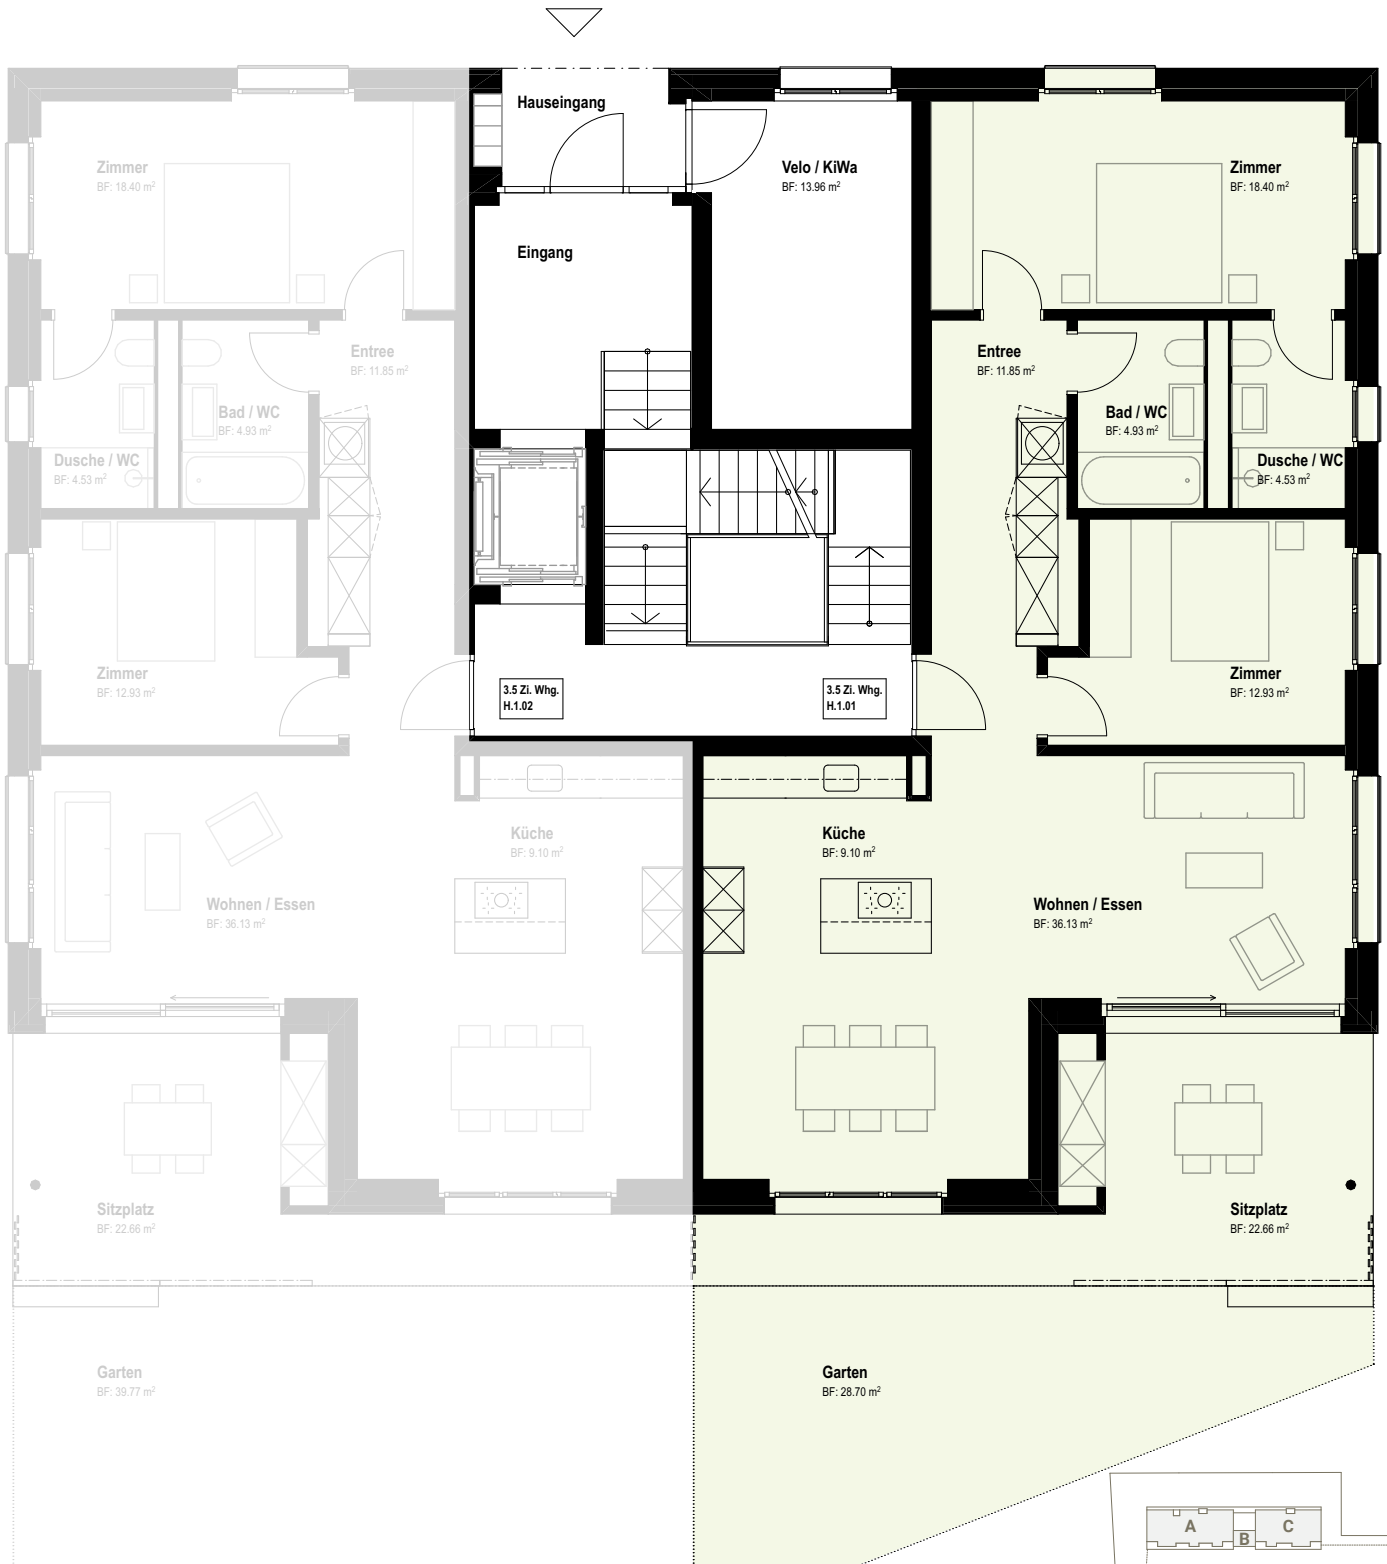 Hauseingang
Zimmer
BF: 18.40 m²
Velo / KiWa
BF: 13.96 m²
Zimmer
BF: 18.40 m²
Eingang
Entree
BF: 11.85 m²
Entree
BF: 11.85 m²
Bad / WC
BF: 4.93 m²
Bad / WC
BF: 4.93 m²
Dusche / WC
BF: 4.53 m²
Dusche / WC
BF: 4.53 m²
Zimmer
BF: 12.93 m²
3.5 Zi. Whg.
H.1.02
3.5 Zi. Whg.
H.1.01
Zimmer
BF: 12.93 m²
Küche
BF: 9.10 m²
Küche
BF: 9.10 m²
Wohnen / Essen
BF: 36.13 m²
Wohnen / Essen
BF: 36.13 m²
Sitzplatz
BF: 22.66 m²
Sitzplatz
BF: 22.66 m²
Garten
BF: 39.77 m²
Garten
BF: 28.70 m²
A
B
C